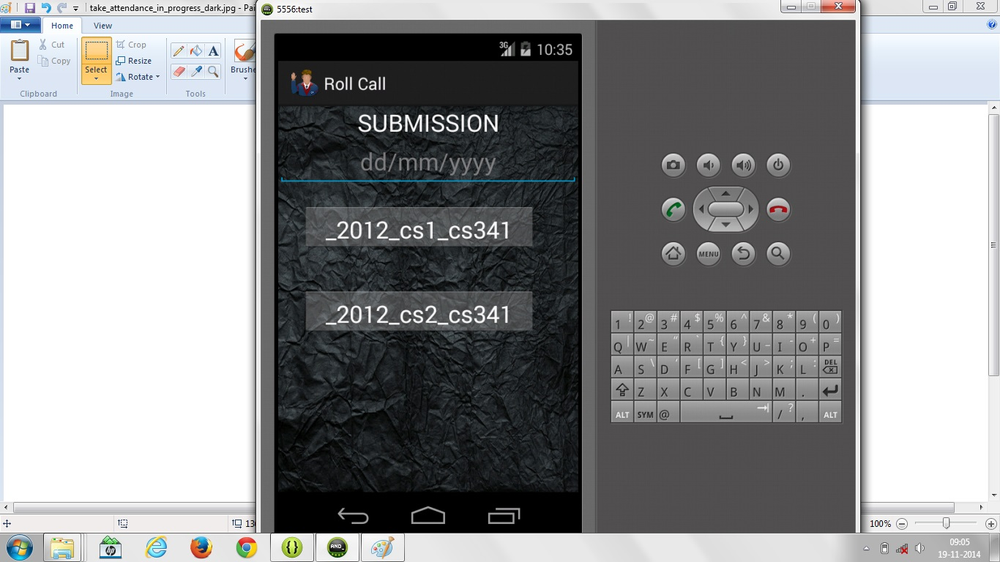 take_attendance_in_progress_dark.jpg - Pai
5556:test
Home
View
Paste
Cut
Copy
Clipboard
Select
Crop
Resize
Rotate
Image
A
Tools
Brushe
3G
10:35
Roll Call
SUBMISSION
dd/mm/yyyy
_2012_cs1_cs341
_2012_cs2_cs341
MENU
1 ! 2 @ 3 # 4 $ 5 % 6 ^ 7 & 8 * 9 ( 0 )
Q | W ~ E " R ` T { Y } U _ I - O + P =
A S \ D ' F [ G ] H < J > K ; L : DEL
Z X C V B N M .
ALT SYM @ / ? , ALT
100%
hp
{}
AND_
09:05
19-11-2014